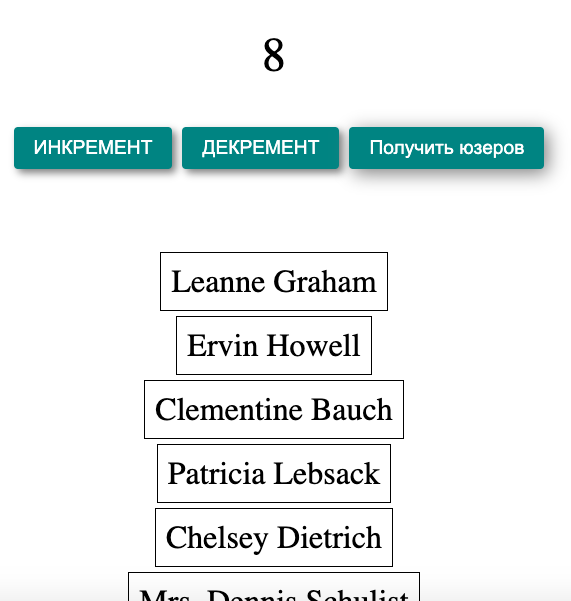 8
ИНКРЕМЕНТ ДЕКРЕМЕНТ Получить юзеров
Leanne Graham
Ervin Howell
Clementine Bauch
Patricia Lebsack
Chelsey Dietrich
Mrs. Dennis Schulist